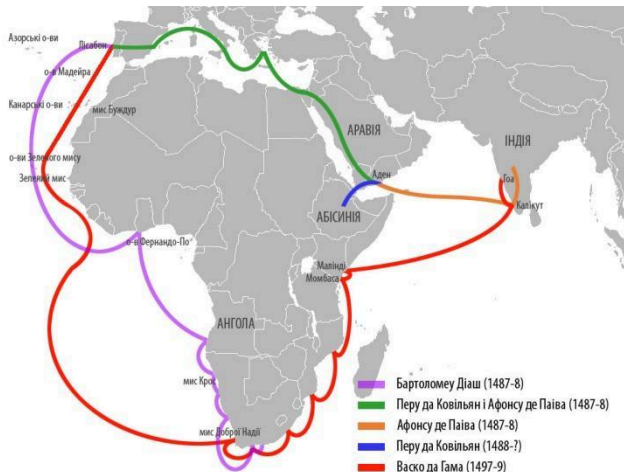 Азорські о-ви
Лісабон
о-в Мадейра
Канарські о-ви
мис Буждур
о-ви Зеленого мису
Зелений мис
о-в Фернандо-По
АРАВІЯ
ІНДІЯ
Аден
Гоа
Калікут
АБІСИНІЯ
Малінді
Момбаса
АНГОЛА
мис Крос
мис Доброї Надії
Бартоломеу Діаш (1487-8)
Перу да Ковільян і Афонсу де Паіва (1487-8)
Афонсу де Паіва (1487-8)
Перу да Ковільян (1488-?)
Васко да Гама (1497-9)